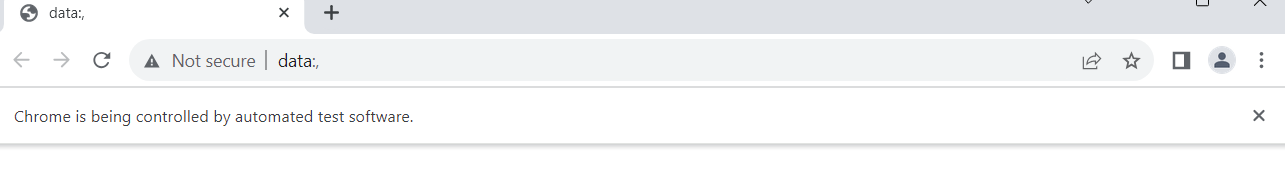 data:,
Not secure | data:,
Chrome is being controlled by automated test software.